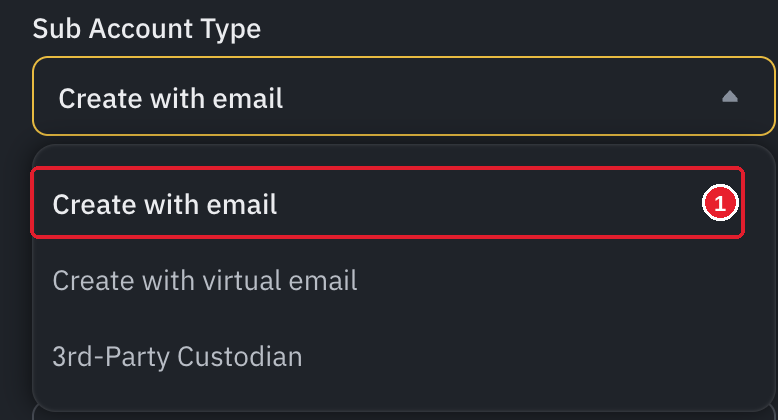 Sub Account Type
Create with email
Create with email
1
Create with virtual email
3rd-Party Custodian